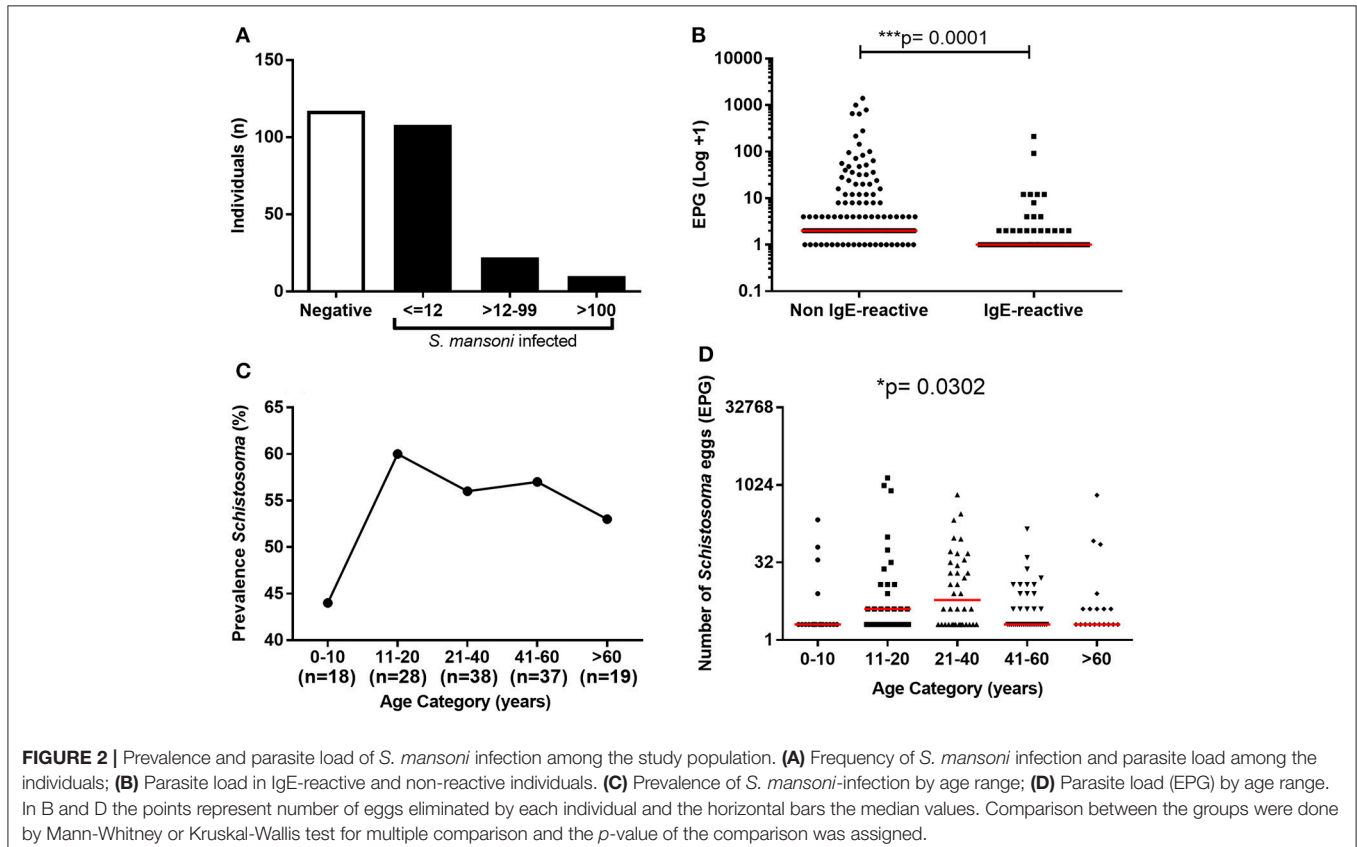 A
Individuals (n)
150
100
50
0
Negative
<=12
>12-99
>100
S. mansoni infected
B
***p= 0.0001
EPG (Log +1)
10000
1000
100
10
1
0.1
Non IgE-reactive
IgE-reactive
C
Prevalence Schistosoma (%)
65
60
55
50
45
40
0-10
(n=18)
11-20
(n=28)
21-40
(n=38)
41-60
(n=37)
>60
(n=19)
Age Category (years)
D
*p= 0.0302
Number of Schistosoma eggs (EPG)
32768
1024
32
1
0-10
11-20
21-40
41-60
>60
Age Category (years)
FIGURE 2 | Prevalence and parasite load of S. mansoni infection among the study population. (A) Frequency of S. mansoni infection and parasite load among the
individuals; (B) Parasite load in IgE-reactive and non-reactive individuals. (C) Prevalence of S. mansoni-infection by age range; (D) Parasite load (EPG) by age range.
In B and D the points represent number of eggs eliminated by each individual and the horizontal bars the median values. Comparison between the groups were done
by Mann-Whitney or Kruskal-Wallis test for multiple comparison and the p-value of the comparison was assigned.